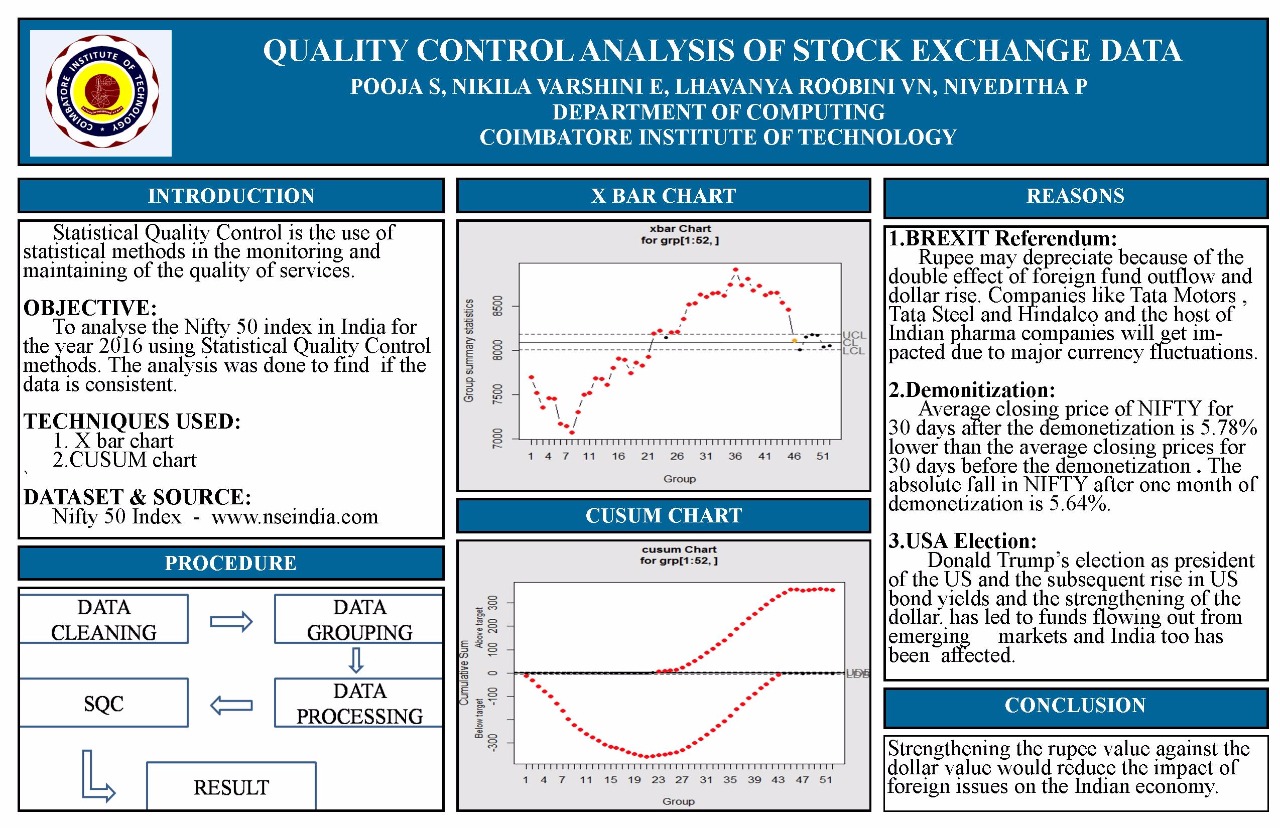 COIMBATORE INSTITUTE OF TECHNOLOGY
QUALITY CONTROL ANALYSIS OF STOCK EXCHANGE DATA
POOJA S, NIKILA VARSHINI E, LHAVANYA ROOBINI VN, NIVEDITHA P
DEPARTMENT OF COMPUTING
COIMBATORE INSTITUTE OF TECHNOLOGY
INTRODUCTION
Statistical Quality Control is the use of
statistical methods in the monitoring and
maintaining of the quality of services.
OBJECTIVE:
To analyse the Nifty 50 index in India for
the year 2016 using Statistical Quality Control
methods. The analysis was done to find if the
data is consistent.
TECHNIQUES USED:
1. X bar chart
2.CUSUM chart
DATASET & SOURCE:
Nifty 50 Index - www.nseindia.com
PROCEDURE
DATA
CLEANING
DATA
GROUPING
DATA
PROCESSING
SQC
RESULT
X BAR CHART
xbar Chart
for grp[1:52, ]
Group summary statistics
8500
8000
7500
7000
UCL
CL
LCL
1 4 7 11 16 21 26 31 36 41 46 51
Group
CUSUM CHART
cusum Chart
for grp[1:52, ]
Cumulative Sum
Above target
Below target
300
200
100
0
-100
-300
1 4 7 11 15 19 23 27 31 35 39 43 47 51
Group
REASONS
1.BREXIT Referendum:
Rupee may depreciate because of the
double effect of foreign fund outflow and
dollar rise. Companies like Tata Motors ,
Tata Steel and Hindalco and the host of
Indian pharma companies will get im-
pacted due to major currency fluctuations.
2.Demonitization:
Average closing price of NIFTY for
30 days after the demonetization is 5.78%
lower than the average closing prices for
30 days before the demonetization . The
absolute fall in NIFTY after one month of
demonetization is 5.64%.
3.USA Election:
Donald Trump's election as president
of the US and the subsequent rise in US
bond yields and the strengthening of the
dollar, has led to funds flowing out from
emerging markets and India too has
been affected.
CONCLUSION
Strengthening the rupee value against the
dollar value would reduce the impact of
foreign issues on the Indian economy.